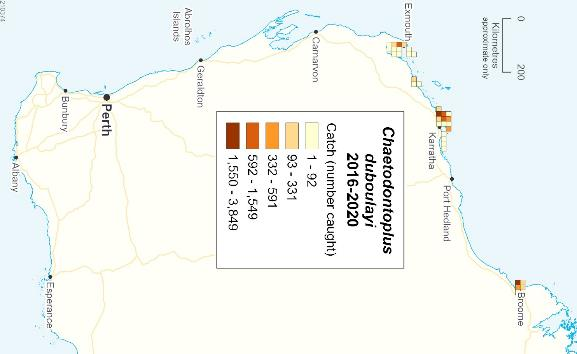 Chaetodontoplus
duboulayi
2016-2020
Catch (number caught)
1 - 92
93 - 331
332 - 591
592 - 1,549
1,550 - 3,849
0
200
Kilometres
approximate only
Broome
Port Hedland
Karratha
Exmouth
Carnarvon
Abrolhos
Islands
Geraldton
Perth
Bunbury
Albany
Esperance